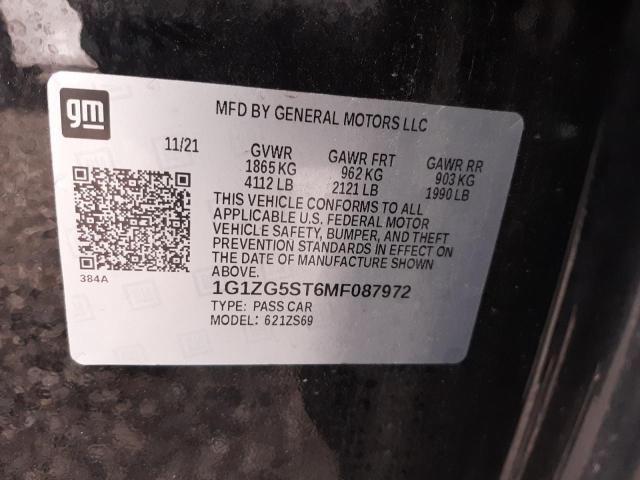 gm
MFD BY GENERAL MOTORS LLC
11/21 GVWR GAWR FRT GAWR RR
1865 KG 962 KG 903 KG
4112 LB 2121 LB 1990 LB
THIS VEHICLE CONFORMS TO ALL
APPLICABLE U.S. FEDERAL MOTOR
VEHICLE SAFETY, BUMPER, AND THEFT
PREVENTION STANDARDS IN EFFECT ON
THE DATE OF MANUFACTURE SHOWN
ABOVE.
384A
1G1ZG5ST6MF087972
TYPE: PASS CAR
MODEL: 621ZS69